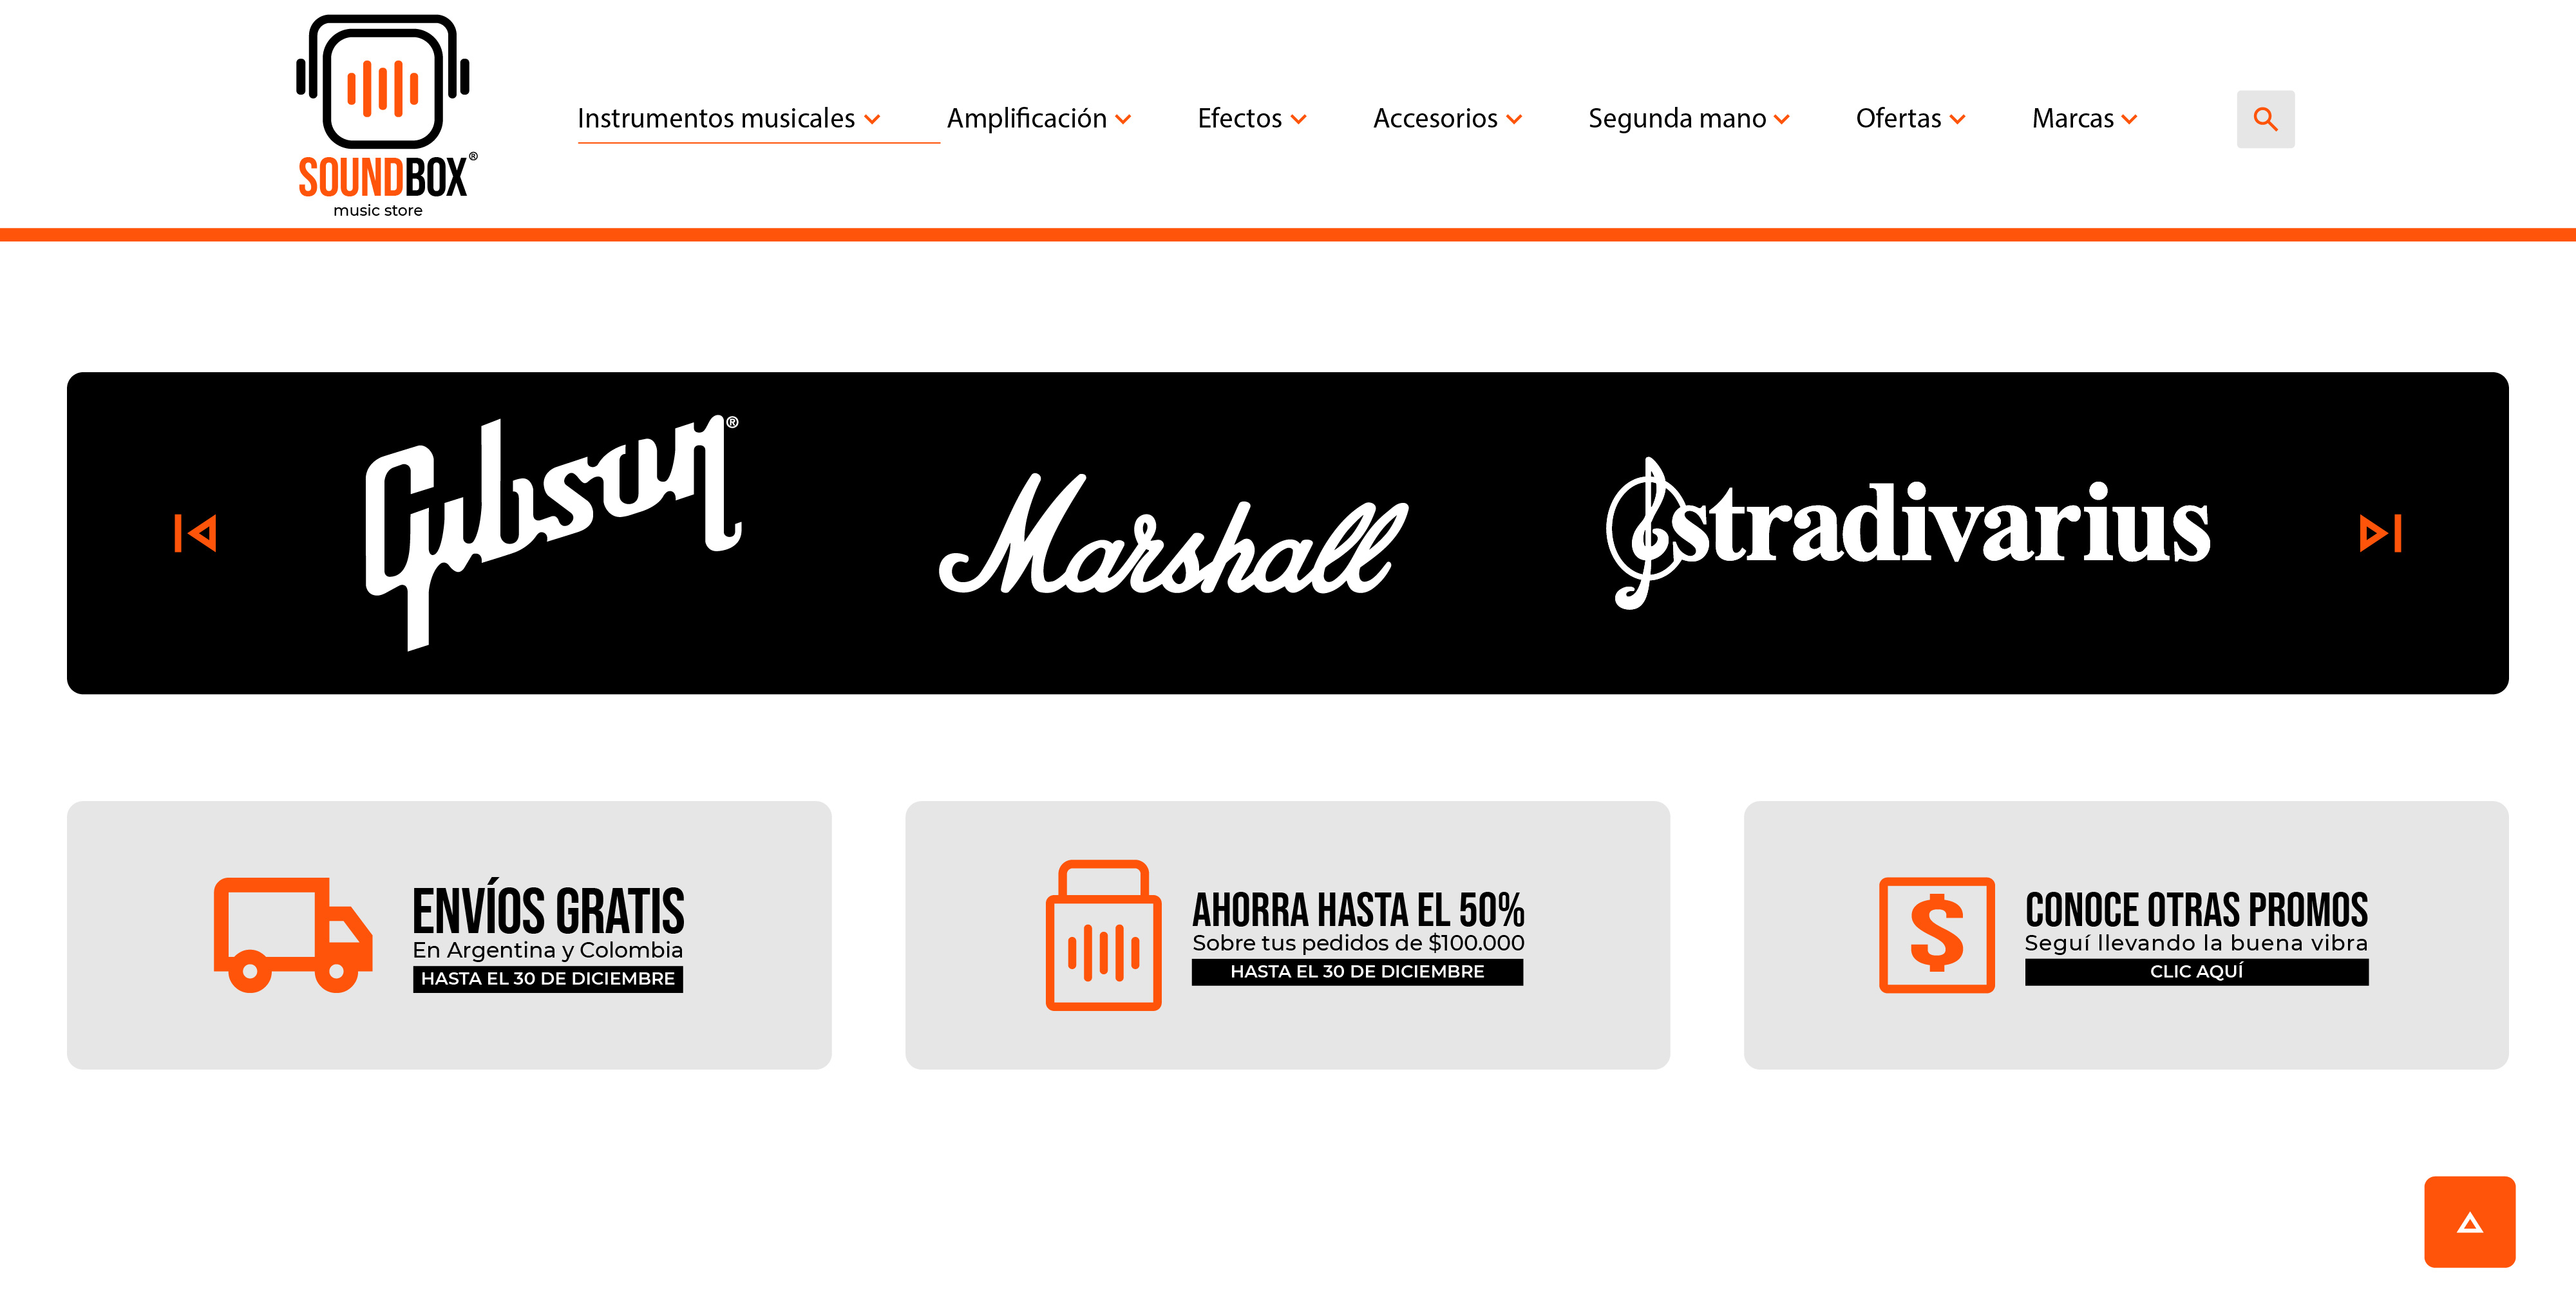 SOUNDBOX®
music store
Instrumentos musicales Amplificación Efectos Accesorios Segunda mano Ofertas Marcas
Gibson®
Marshall
stradivarius
ENVÍOS GRATIS
En Argentina y Colombia
HASTA EL 30 DE DICIEMBRE
AHORRA HASTA EL 50%
Sobre tus pedidos de $100.000
HASTA EL 30 DE DICIEMBRE
CONOCE OTRAS PROMOS
Seguí llevando la buena vibra
CLIC AQUÍ